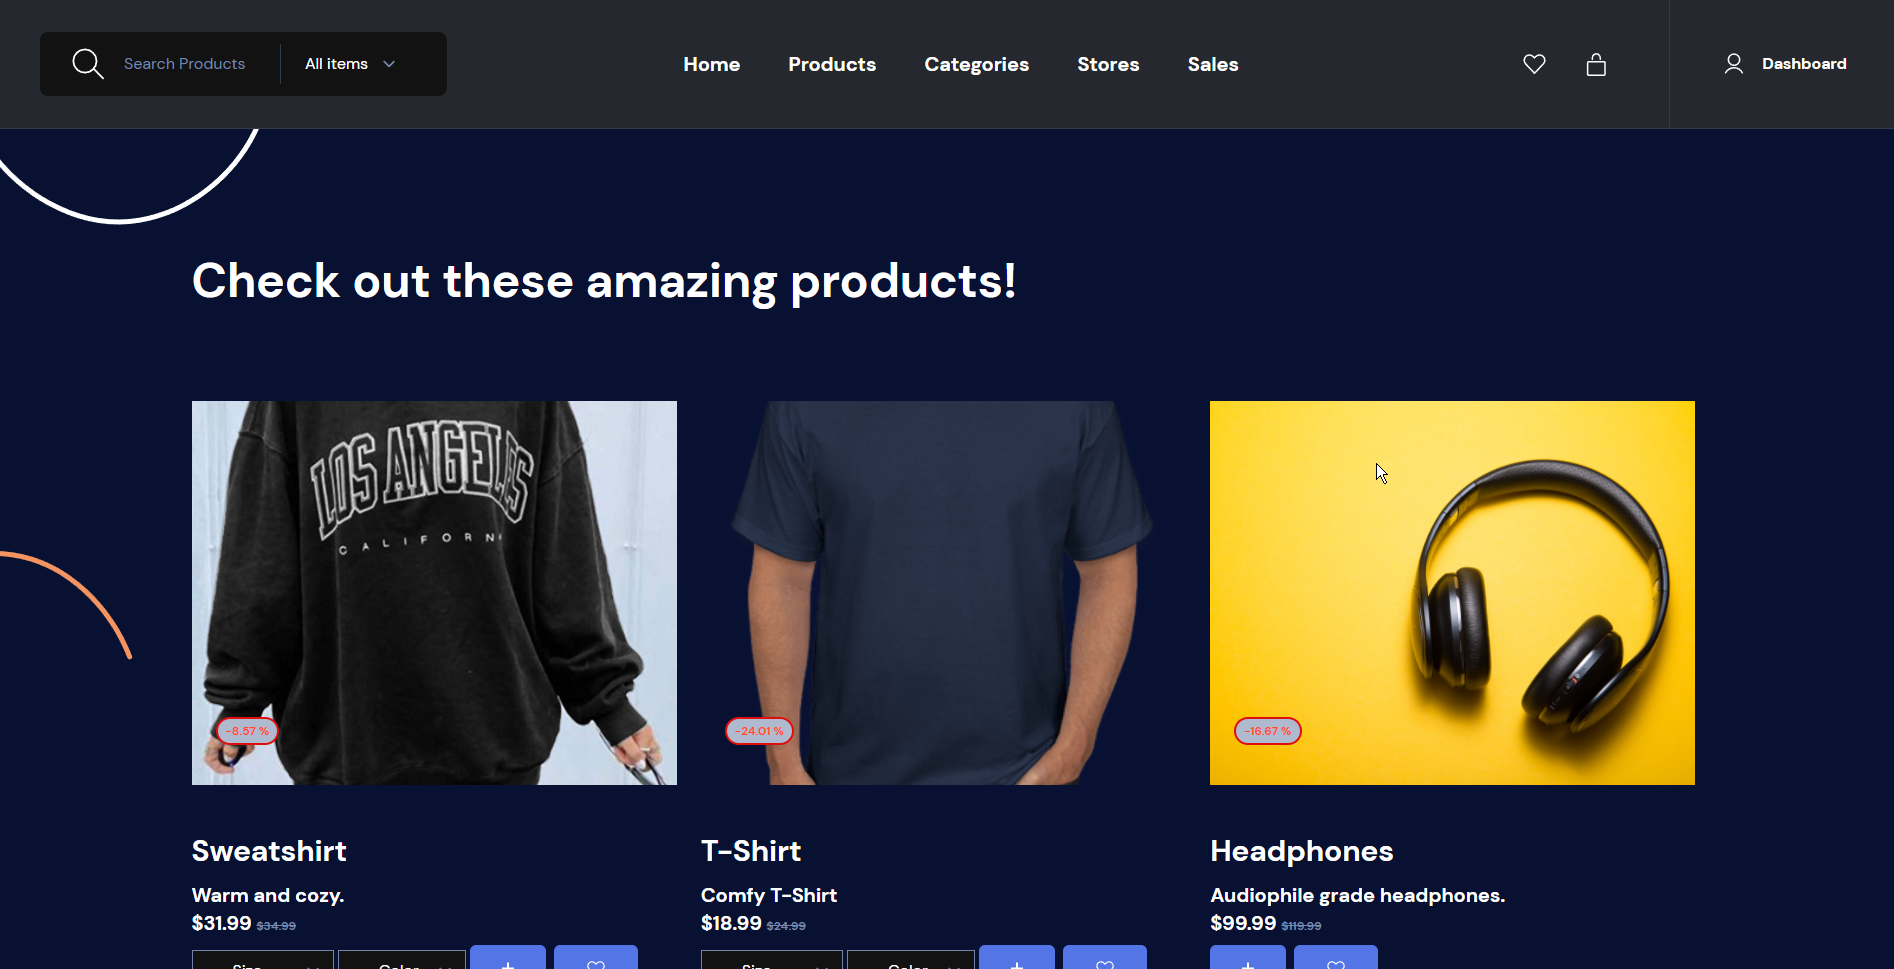 Search Products
All items
Home
Products
Categories
Stores
Sales
Dashboard
Check out these amazing products!
LOS ANGELES
CALIFORN
-8.57 %
-24.01 %
-16.67 %
Sweatshirt
Warm and cozy.
$31.99 $34.99
Size
Color
+
T-Shirt
Comfy T-Shirt
$18.99 $24.99
Size
Color
+
Headphones
Audiophile grade headphones.
$99.99 $119.99
+